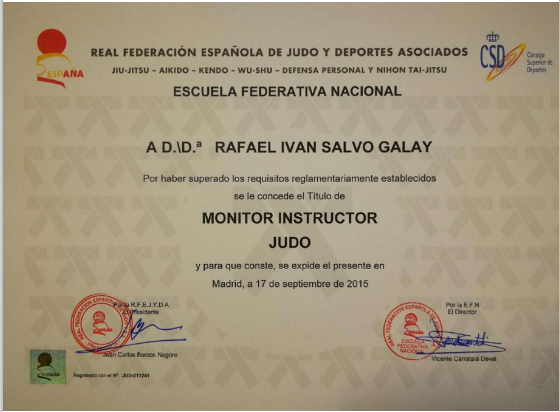 ESPAÑA
REAL FEDERACIÓN ESPAÑOLA DE JUDO Y DEPORTES ASOCIADOS
JIU-JITSU – AIKIDO – KENDO – WU-SHU – DEFENSA PERSONAL Y NIHON TAI-JITSU
CSD
Consejo
Superior de
Deportes
ESCUELA FEDERATIVA NACIONAL
A D.\D.ª RAFAEL IVAN SALVO GALAY
Por haber superado los requisitos reglamentariamente establecidos
se le concede el Título de
MONITOR INSTRUCTOR
JUDO
y para que conste, se expide el presente en
Madrid, a 17 de septiembre de 2015
Por la R.F.E.J.Y.D.A
El Presidente
Juan Carlos Barcos Nagore
Por la E.F.N
El Director
REAL FEDERACIÓN ESPAÑOLA DE JUDO
ESCUELA
FEDERATIVA
NACIONAL
Vicente Carratalá Deval
ESPAÑA
Registrado con el Nº JUD-011241